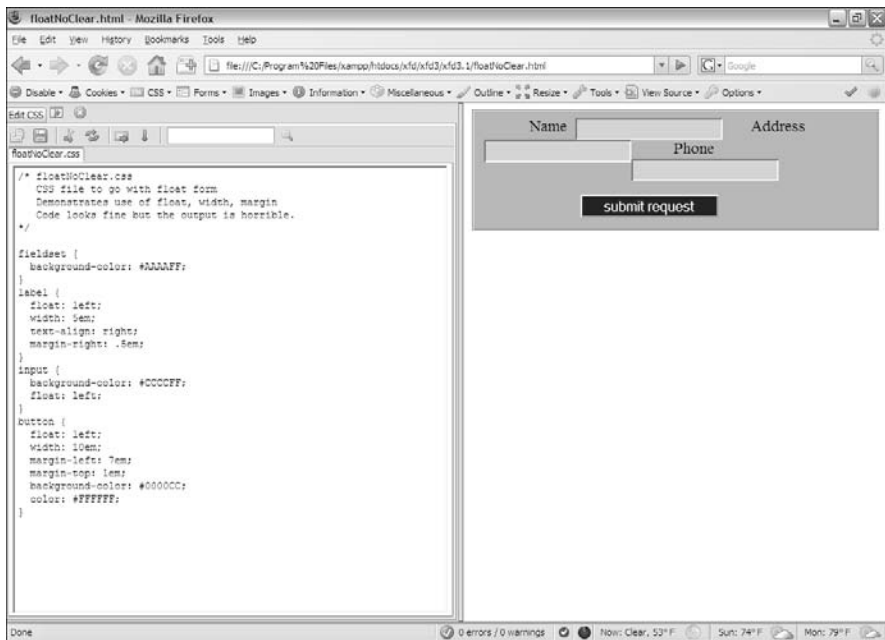 floatNoClear.html - Mozilla Firefox
File Edit View History Bookmarks Tools Help
file:///C:/Program%20Files/xampp/htdocs/xfd/xfd3/xfd3.1/floatNoClear.html
G Google
Disable Cookies CSS Forms Images Information Miscellaneous Outline Resize Tools View Source Options
Edit CSS
floatNoClear.css
/* floatNoClear.css
CSS file to go with float form
Demonstrates use of float, width, margin
Code looks fine but the output is horrible.
*/
fieldset {
background-color: #AAAAFF;
}
label {
float: left;
width: 5em;
text-align: right;
margin-right: .5em;
}
input {
background-color: #CCCCFF;
float: left;
}
button {
float: left;
width: 10em;
margin-left: 7em;
margin-top: 1em;
background-color: #0000CC;
color: #FFFFFF;
}
Name Address
Phone
submit request
Done
0 errors / 0 warnings Now: Clear, 53° F Sun: 74° F Mon: 79° F